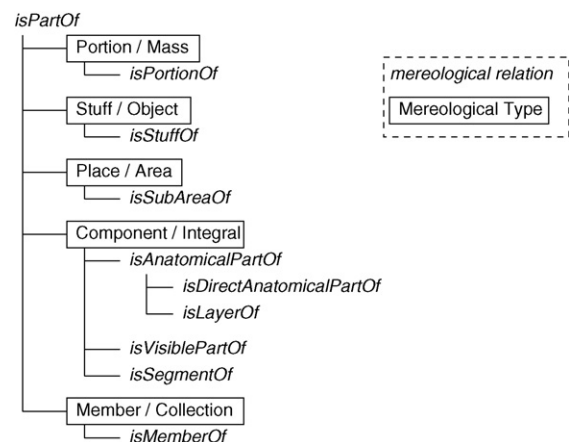 isPartOf
Portion / Mass
isPortionOf
Stuff / Object
isStuffOf
Place / Area
isSubAreaOf
Component / Integral
isAnatomicalPartOf
isDirectAnatomicalPartOf
isLayerOf
isVisiblePartOf
isSegmentOf
Member / Collection
isMemberOf
mereological relation
Mereological Type